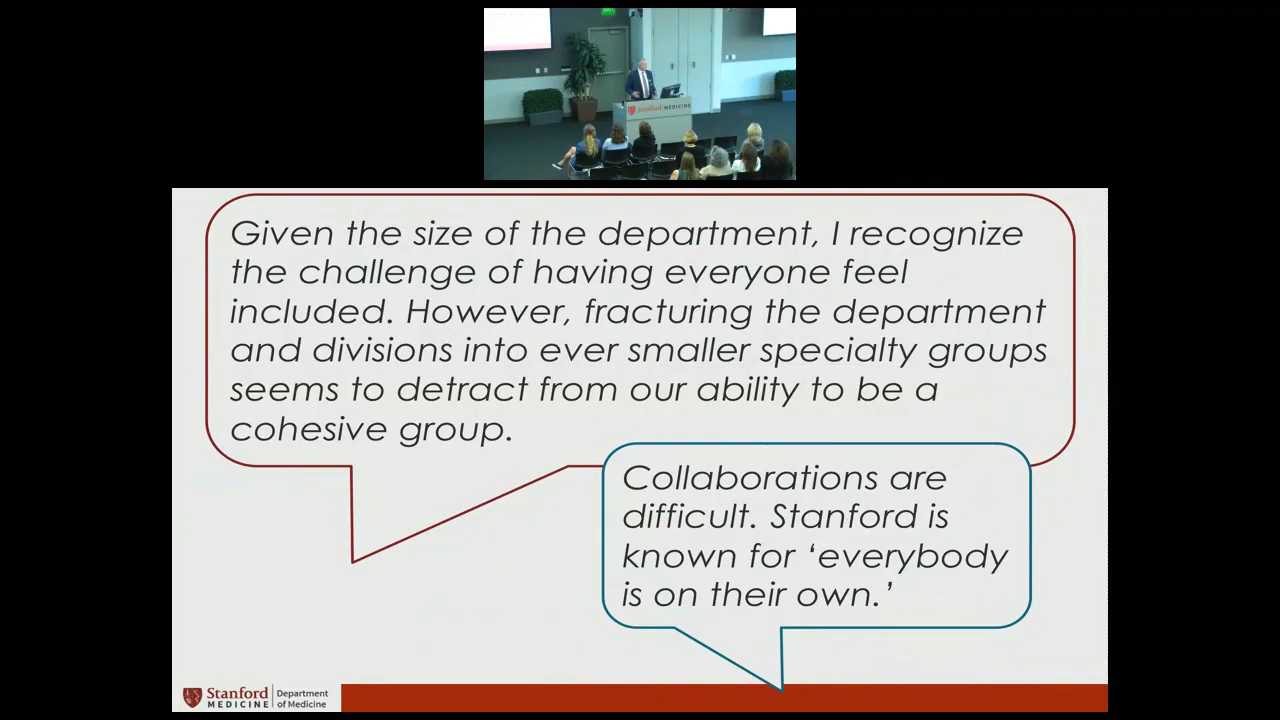 Stanford MEDICINE
Given the size of the department, I recognize
the challenge of having everyone feel
included. However, fracturing the department
and divisions into ever smaller specialty groups
seems to detract from our ability to be a
cohesive group.
Collaborations are
difficult. Stanford is
known for ‘everybody
is on their own.’
Stanford
MEDICINE
Department
of Medicine